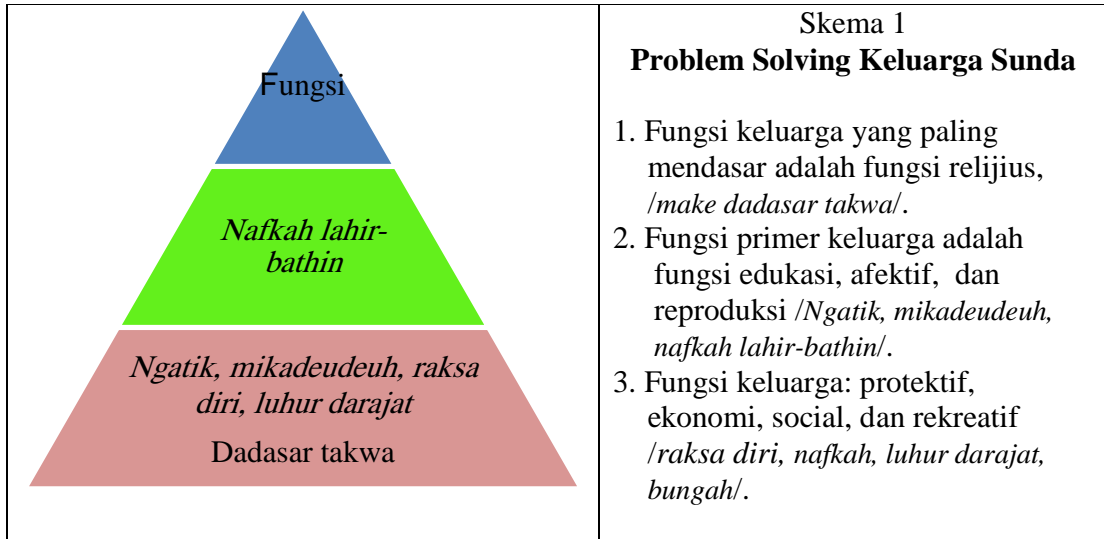 Fungsi
Nafkah lahir-
bathin
Ngatik, mikadeudeuh, raksa
diri, luhur darajat
Dadasar takwa
Skema 1
Problem Solving Keluarga Sunda
1. Fungsi keluarga yang paling
mendasar adalah fungsi relijius,
/make dadasar takwa/.
2. Fungsi primer keluarga adalah
fungsi edukasi, afektif, dan
reproduksi /Ngatik, mikadeudeuh,
nafkah lahir-bathin/.
3. Fungsi keluarga: protektif,
ekonomi, social, dan rekreatif
/raksa diri, nafkah, luhur darajat,
bungah/.